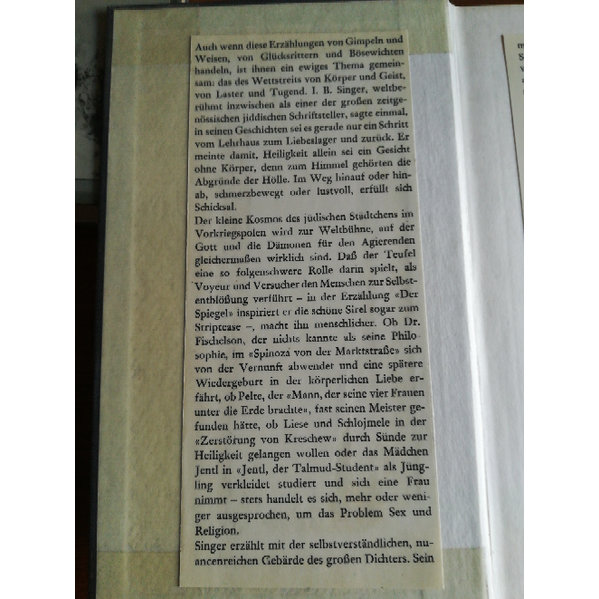 Auch wenn diese Erzählungen von Gimpeln und
Weisen, von Glücksrittern und Bösewichten
handeln, ist ihnen ein ewiges Thema gemein-
sam: das des Wettstreits von Körper und Geist,
von Laster und Tugend. I. B. Singer, weltbe-
rühmt inzwischen als einer der großen zeitge-
nössischen jiddischen Schriftsteller, sagte einmal,
in seinen Geschichten sei es gerade nur ein Schritt
vom Lehrhaus zum Liebeslager und zurück. Er
meinte damit, Heiligkeit allein sei ein Gesicht
ohne Körper, denn zum Himmel gehörten die
Abgründe der Hölle. Im Weg hinauf oder hin-
ab, schmerzbewegt oder lustvoll, erfüllt sich
Schicksal.
Der kleine Kosmos des jüdischen Städtchens im
Vorkriegspolen wird zur Weltbühne, auf der
Gott und die Dämonen für den Agierenden
gleichermaßen wirklich sind. Daß der Teufel
eine so folgenschwere Rolle darin spielt, als
Voyeur und Versucher den Menschen zur Selbst-
entblößung verführt – in der Erzählung «Der
Spiegel» inspiriert er die schöne Sirel sogar zum
Striptease –, macht ihn menschlicher. Ob Dr.
Fischelson, der nichts kannte als seine Philo-
sophie, im «Spinoza von der Marktstraße» sich
von der Vernunft abwendet und eine spätere
Wiedergeburt in der körperlichen Liebe er-
fährt, ob Pelte, der «Mann, der seine vier Frauen
unter die Erde brachte», fast seinen Meister ge-
funden hätte, ob Liese und Schlojmele in der
«Zerstörung von Kreschew» durch Sünde zur
Heiligkeit gelangen wollen oder das Mädchen
Jentl in «Jentl, der Talmud-Student» als Jüng-
ling verkleidet studiert und sich eine Frau
nimmt – stets handelt es sich, mehr oder weni-
ger ausgesprochen, um das Problem Sex und
Religion.
Singer erzählt mit der selbstverständlichen, nu-
ancenreichen Gebärde des großen Dichters. Sein